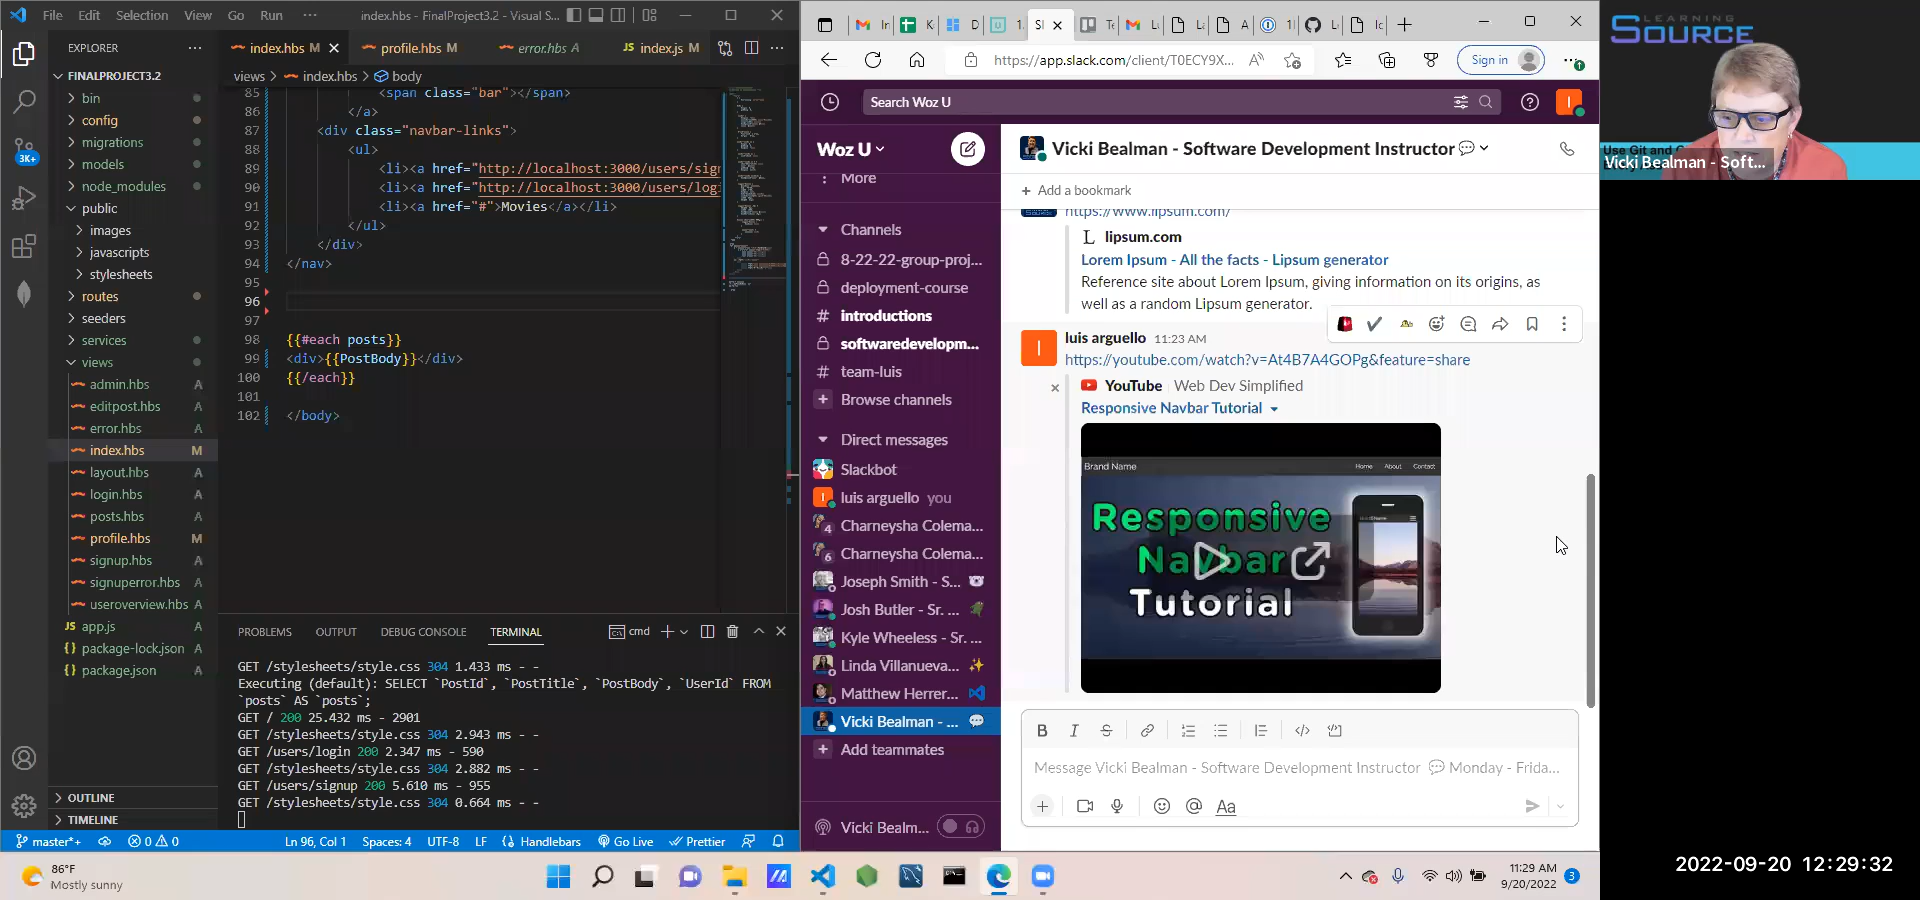 File Edit Selection View Go Run ··· index.hbs - FinalProject3.2 - Visual S...
EXPLORER
FINALPROJECT3.2
bin
config
migrations
models
node_modules
public
images
javascripts
stylesheets
routes
seeders
services
views
admin.hbs A
editpost.hbs A
error.hbs A
index.hbs M
layout.hbs A
login.hbs A
posts.hbs A
profile.hbs M
signup.hbs A
signuperror.hbs A
useroverview.hbs A
JS app.js A
{} package-lock.json A
{} package.json A
OUTLINE
TIMELINE
3K+
index.hbs M profile.hbs M error.hbs A JS index.js M
views > index.hbs > body
85 <span class="bar"></span>
86 </a>
87 <div class="navbar-links">
88 <ul>
89 <li><a href="http://localhost:3000/users/sign
90 <li><a href="http://localhost:3000/users/logi
91 <li><a href="#">Movies</a></li>
92 </ul>
93 </div>
94 </nav>
95
96
97
98 {{#each posts}}
99 <div>{{PostBody}}</div>
100 {{/each}}
101
102 </body>
PROBLEMS OUTPUT DEBUG CONSOLE TERMINAL cmd
GET /stylesheets/style.css 304 1.433 ms - -
Executing (default): SELECT `PostId`, `PostTitle`, `PostBody`, `UserId` FROM
`posts` AS `posts`;
GET / 200 25.432 ms - 2901
GET /stylesheets/style.css 304 2.943 ms - -
GET /users/login 200 2.347 ms - 590
GET /stylesheets/style.css 304 2.882 ms - -
GET /users/signup 200 5.610 ms - 955
GET /stylesheets/style.css 304 0.664 ms - -
master*+ 0 0 Ln 96, Col 1 Spaces: 4 UTF-8 LF {} Handlebars Go Live Prettier
https://app.slack.com/client/T0ECY9X... Sign in
Search Woz U
Woz U
More
Channels
8-22-22-group-proj...
deployment-course
# introductions
softwaredevelopm...
# team-luis
+ Browse channels
Direct messages
Slackbot
luis arguello you
4 Charneysha Colema...
6 Charneysha Colema...
Joseph Smith - S...
Josh Butler - Sr. ...
Kyle Wheeless - Sr. ...
Linda Villanueva...
Matthew Herrer...
Vicki Bealman - ...
+ Add teammates
Vicki Bealm...
Vicki Bealman - Software Development Instructor
+ Add a bookmark
https://www.lipsum.com/
L lipsum.com
Lorem Ipsum - All the facts - Lipsum generator
Reference site about Lorem Ipsum, giving information on its origins, as
well as a random Lipsum generator.
luis arguello 11:23 AM
https://youtube.com/watch?v=At4B7A4GOPg&feature=share
YouTube Web Dev Simplified
Responsive Navbar Tutorial
Brand Name Home About Contact
Responsive
Navbar
Tutorial
B I S
Message Vicki Bealman - Software Development Instructor Monday - Frida...
+ @ Aa
LEARNING
SOURCE
Vicki Bealman - Soft...
86°F
Mostly sunny
11:29 AM
9/20/2022
3
2022-09-20 12:29:32